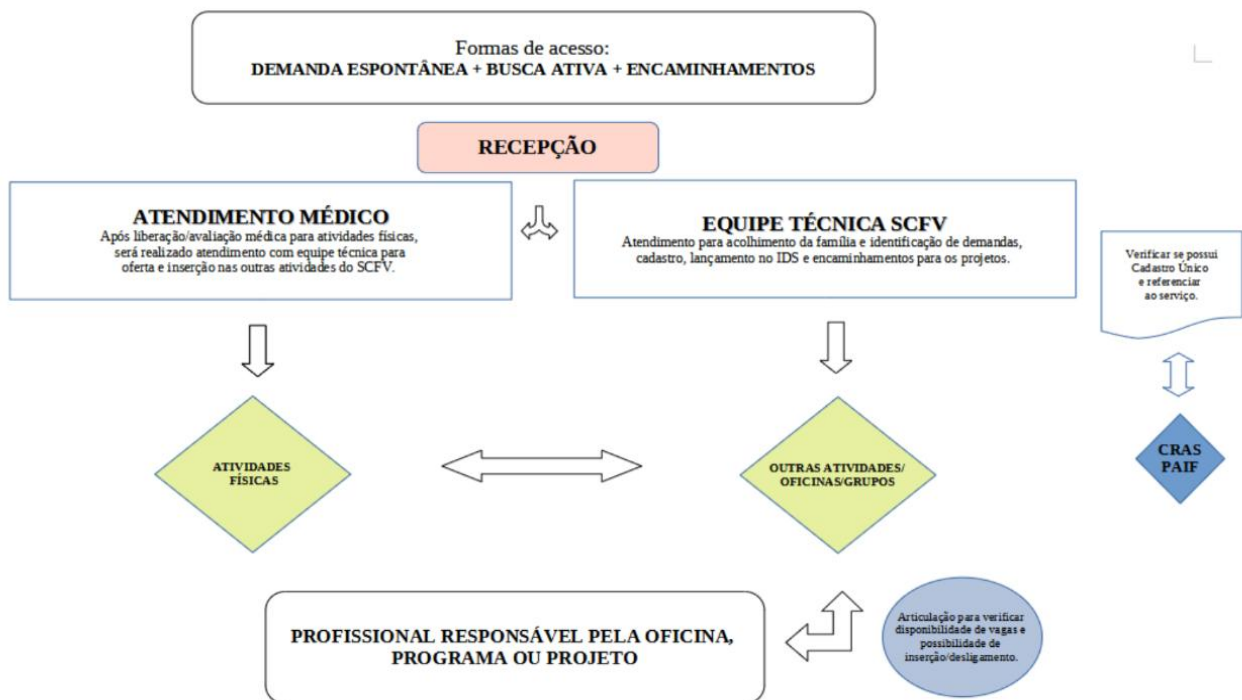 Formas de acesso:
DEMANDA ESPONTÂNEA + BUSCA ATIVA + ENCAMINHAMENTOS
RECEPÇÃO
ATENDIMENTO MÉDICO
Após liberação/avaliação médica para atividades físicas,
será realizado atendimento com equipe técnica para
oferta e inserção nas outras atividades do SCFV.
EQUIPE TÉCNICA SCFV
Atendimento para acolhimento da família e identificação de demandas,
cadastro, lançamento no IDS e encaminhamentos para os projetos.
Verificar se possui
Cadastro Único
e referenciar
ao serviço.
ATIVIDADES
FÍSICAS
OUTRAS ATIVIDADES/
OFICINAS/GRUPOS
CRAS
PAIF
PROFISSIONAL RESPONSÁVEL PELA OFICINA,
PROGRAMA OU PROJETO
Articulação para verificar
disponibilidade de vagas e
possibilidade de
inserção/desligamento.